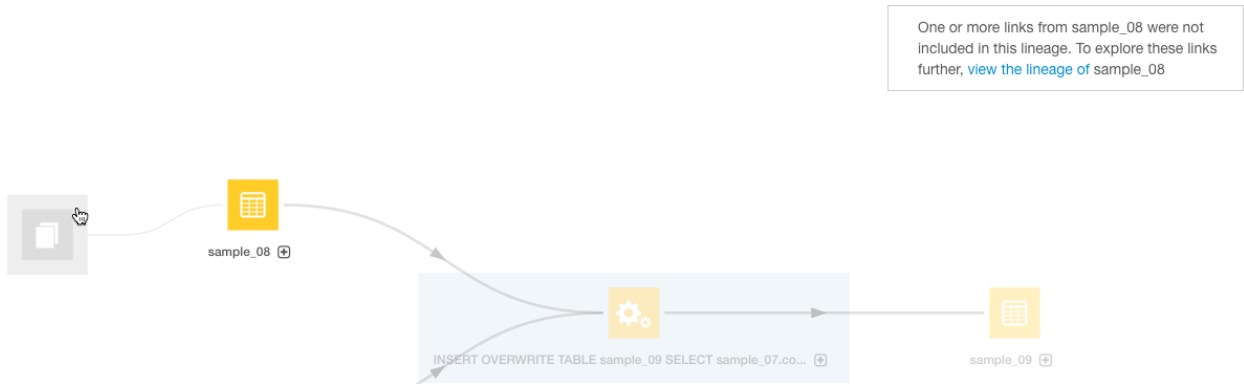 One or more links from sample_08 were not
included in this lineage. To explore these links
further, view the lineage of sample_08
sample_08
INSERT OVERWRITE TABLE sample_09 SELECT sample_07.co...
sample_09